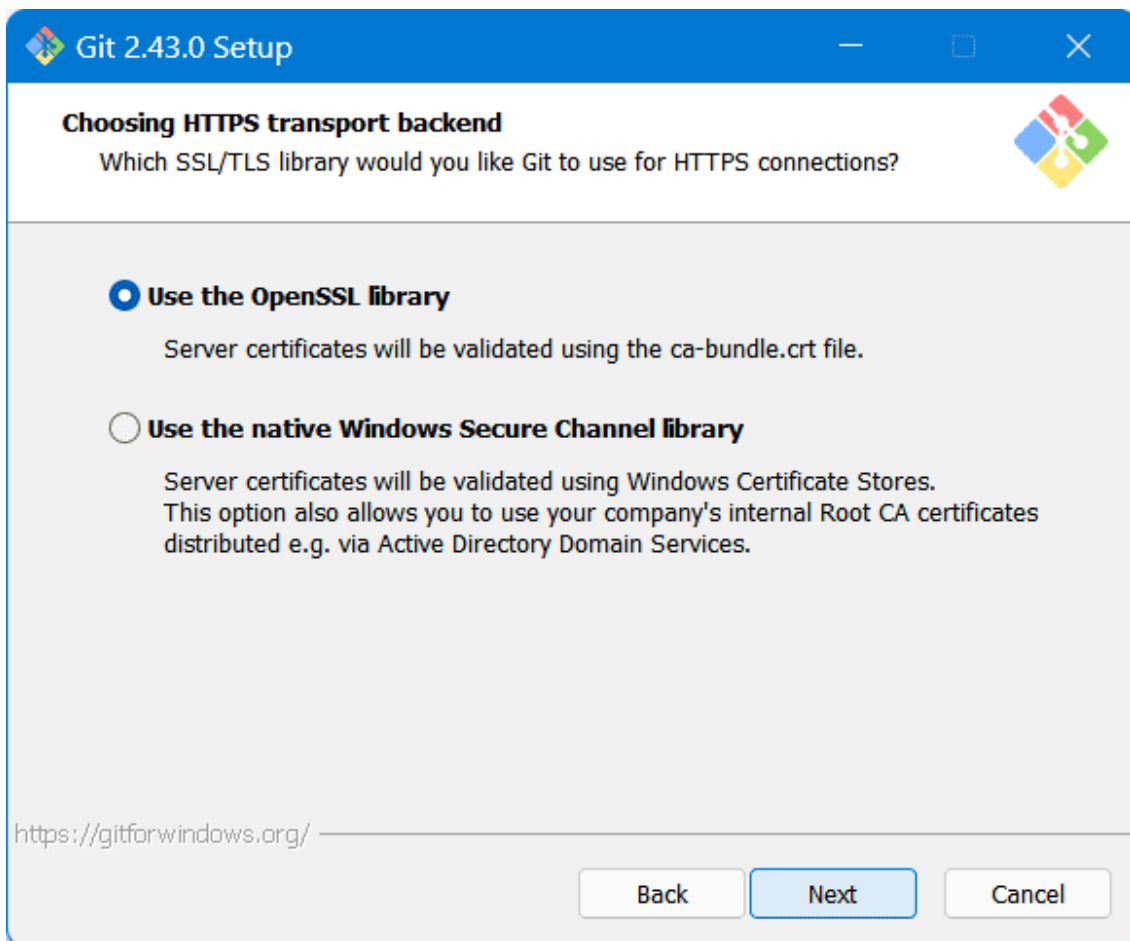 Git 2.43.0 Setup
Choosing HTTPS transport backend
Which SSL/TLS library would you like Git to use for HTTPS connections?
Use the OpenSSL library
Server certificates will be validated using the ca-bundle.crt file.
Use the native Windows Secure Channel library
Server certificates will be validated using Windows Certificate Stores.
This option also allows you to use your company's internal Root CA certificates
distributed e.g. via Active Directory Domain Services.
https://gitforwindows.org/
Back Next Cancel